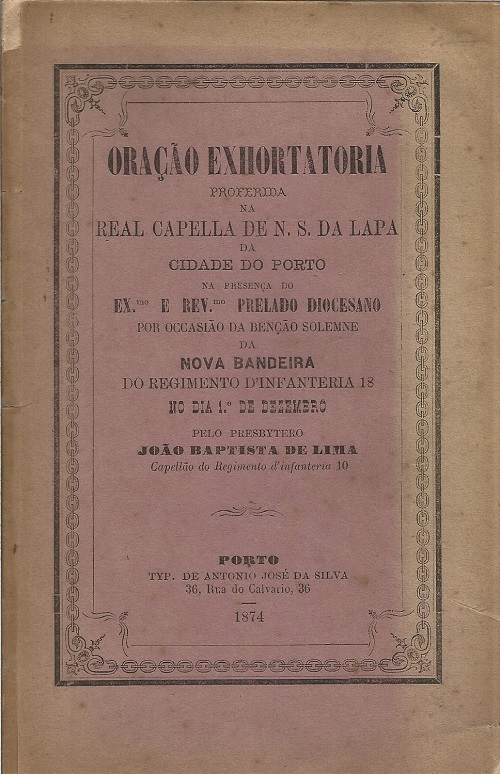 ORAÇÃO EXHORTATORIA
PROFERIDA
NA
REAL CAPELLA DE N. S. DA LAPA
DA
CIDADE DO PORTO
NA PRESENÇA DO
EX.mo E REV.mo PRELADO DIOCESANO
POR OCCASIÃO DA BENÇÃO SOLEMNE
DA
NOVA BANDEIRA
DO REGIMENTO D'INFANTERIA 18
NO DIA 1.º DE DEZEMBRO
PELO PRESBYTERO
JOÃO BAPTISTA DE LIMA
Capellão do Regimento d'infanteria 10
PORTO
TYP. DE ANTONIO JOSÉ DA SILVA
36, Rua do Calvario, 36
1874